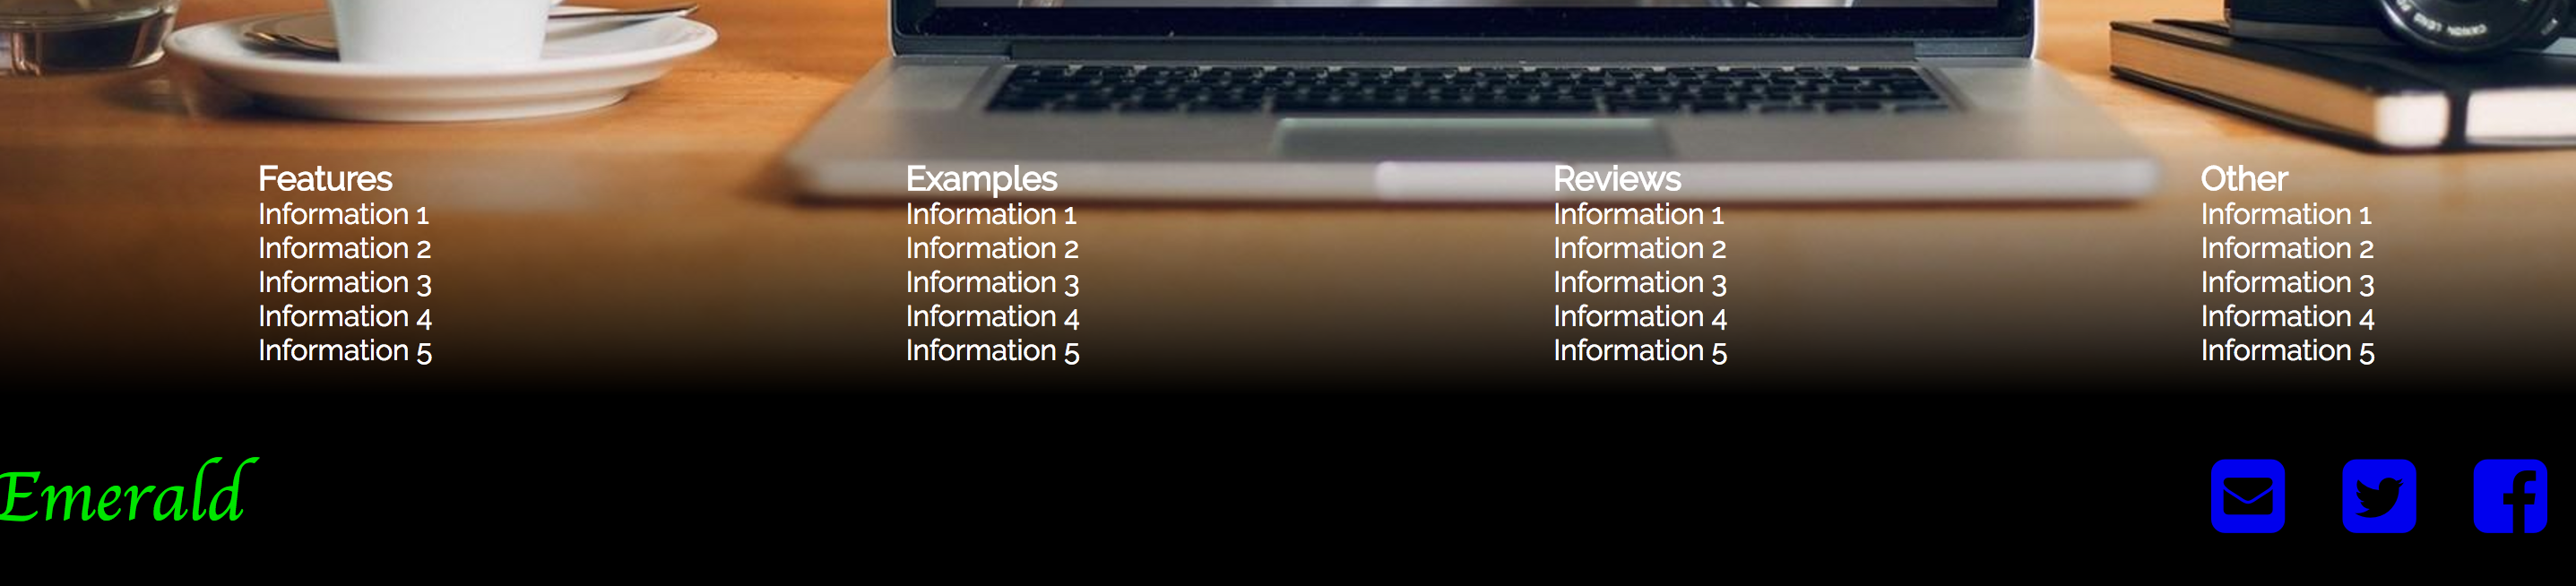 Features
Information 1
Information 2
Information 3
Information 4
Information 5
Examples
Information 1
Information 2
Information 3
Information 4
Information 5
Reviews
Information 1
Information 2
Information 3
Information 4
Information 5
Other
Information 1
Information 2
Information 3
Information 4
Information 5
Emerald